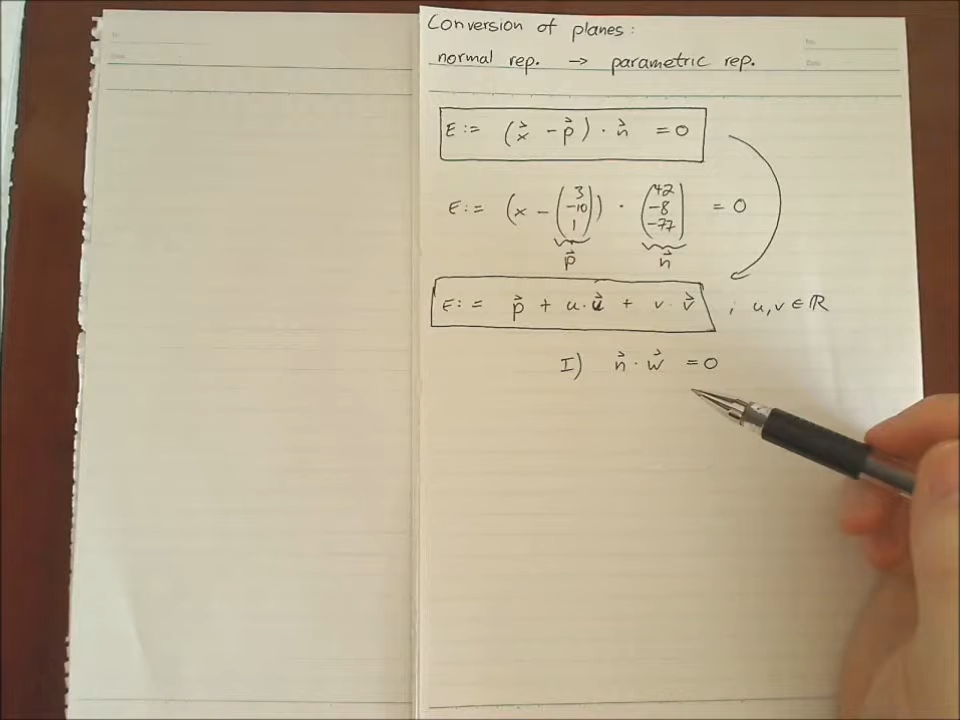 Conversion of planes:
normal rep. → parametric rep.
E:= (x⃗ - p⃗) · n⃗ = 0
E:= (x - (3 -10 1)) · (42 -8 -77) = 0
p⃗ n⃗
E:= p⃗ + u·u⃗ + v·v⃗ ; u,v ∈ ℝ
I) n⃗ · w⃗ = 0